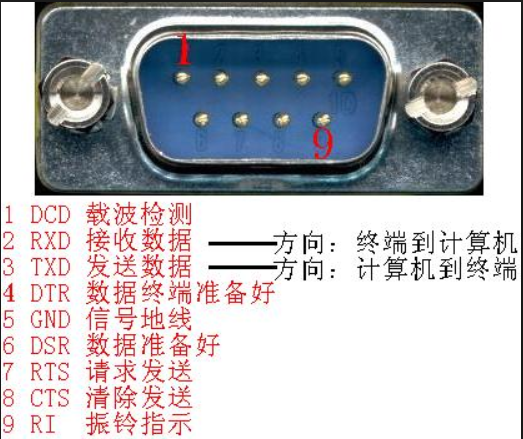 1
9
1 DCD 载波检测
2 RXD 接收数据 ——方向：终端到计算机
3 TXD 发送数据 ——方向：计算机到终端
4 DTR 数据终端准备好
5 GND 信号地线
6 DSR 数据准备好
7 RTS 请求发送
8 CTS 清除发送
9 RI 振铃指示